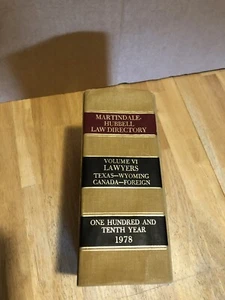 MARTINDALE-
HUBBELL
LAW DIRECTORY
VOLUME VI
LAWYERS
TEXAS—WYOMING
CANADA—FOREIGN
ONE HUNDRED AND
TENTH YEAR
1978